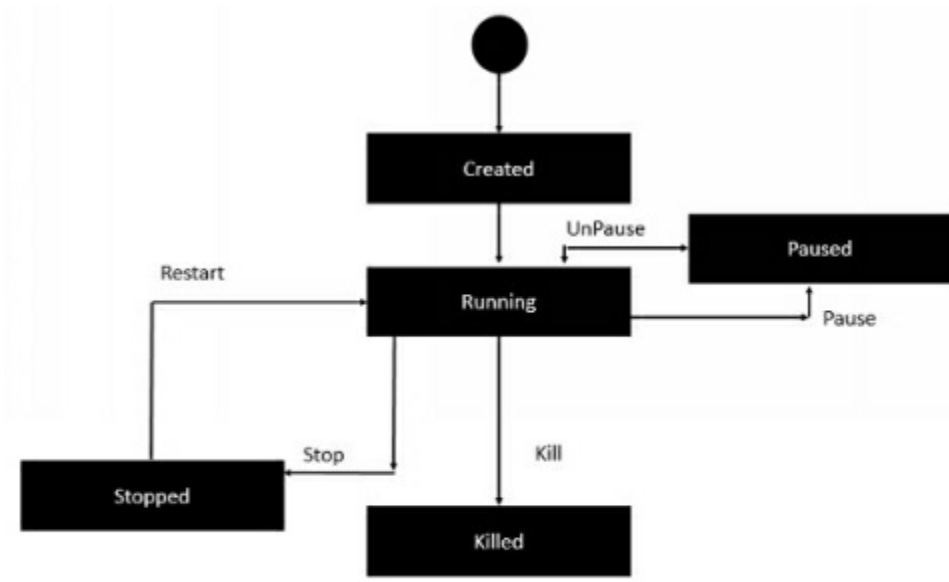 Created
UnPause
Paused
Restart
Running
Pause
Stop
Kill
Stopped
Killed